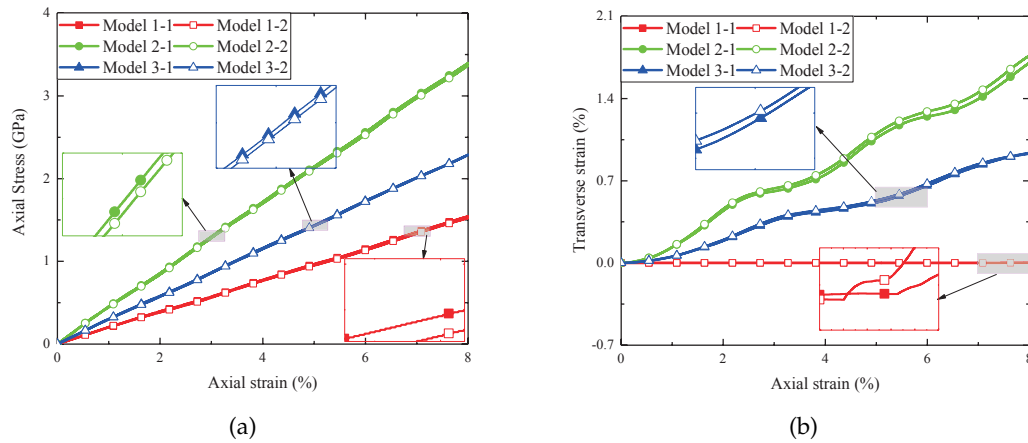 Model 1-1 Model 1-2
Model 2-1 Model 2-2
Model 3-1 Model 3-2
4
3
2
1
0
Axial Stress (GPa)
0 2 4 6 8
Axial strain (%)
(a)
Model 1-1 Model 1-2
Model 2-1 Model 2-2
Model 3-1 Model 3-2
2.1
1.4
0.7
0.0
-0.7
Transverse strain (%)
0 2 4 6 8
Axial strain (%)
(b)